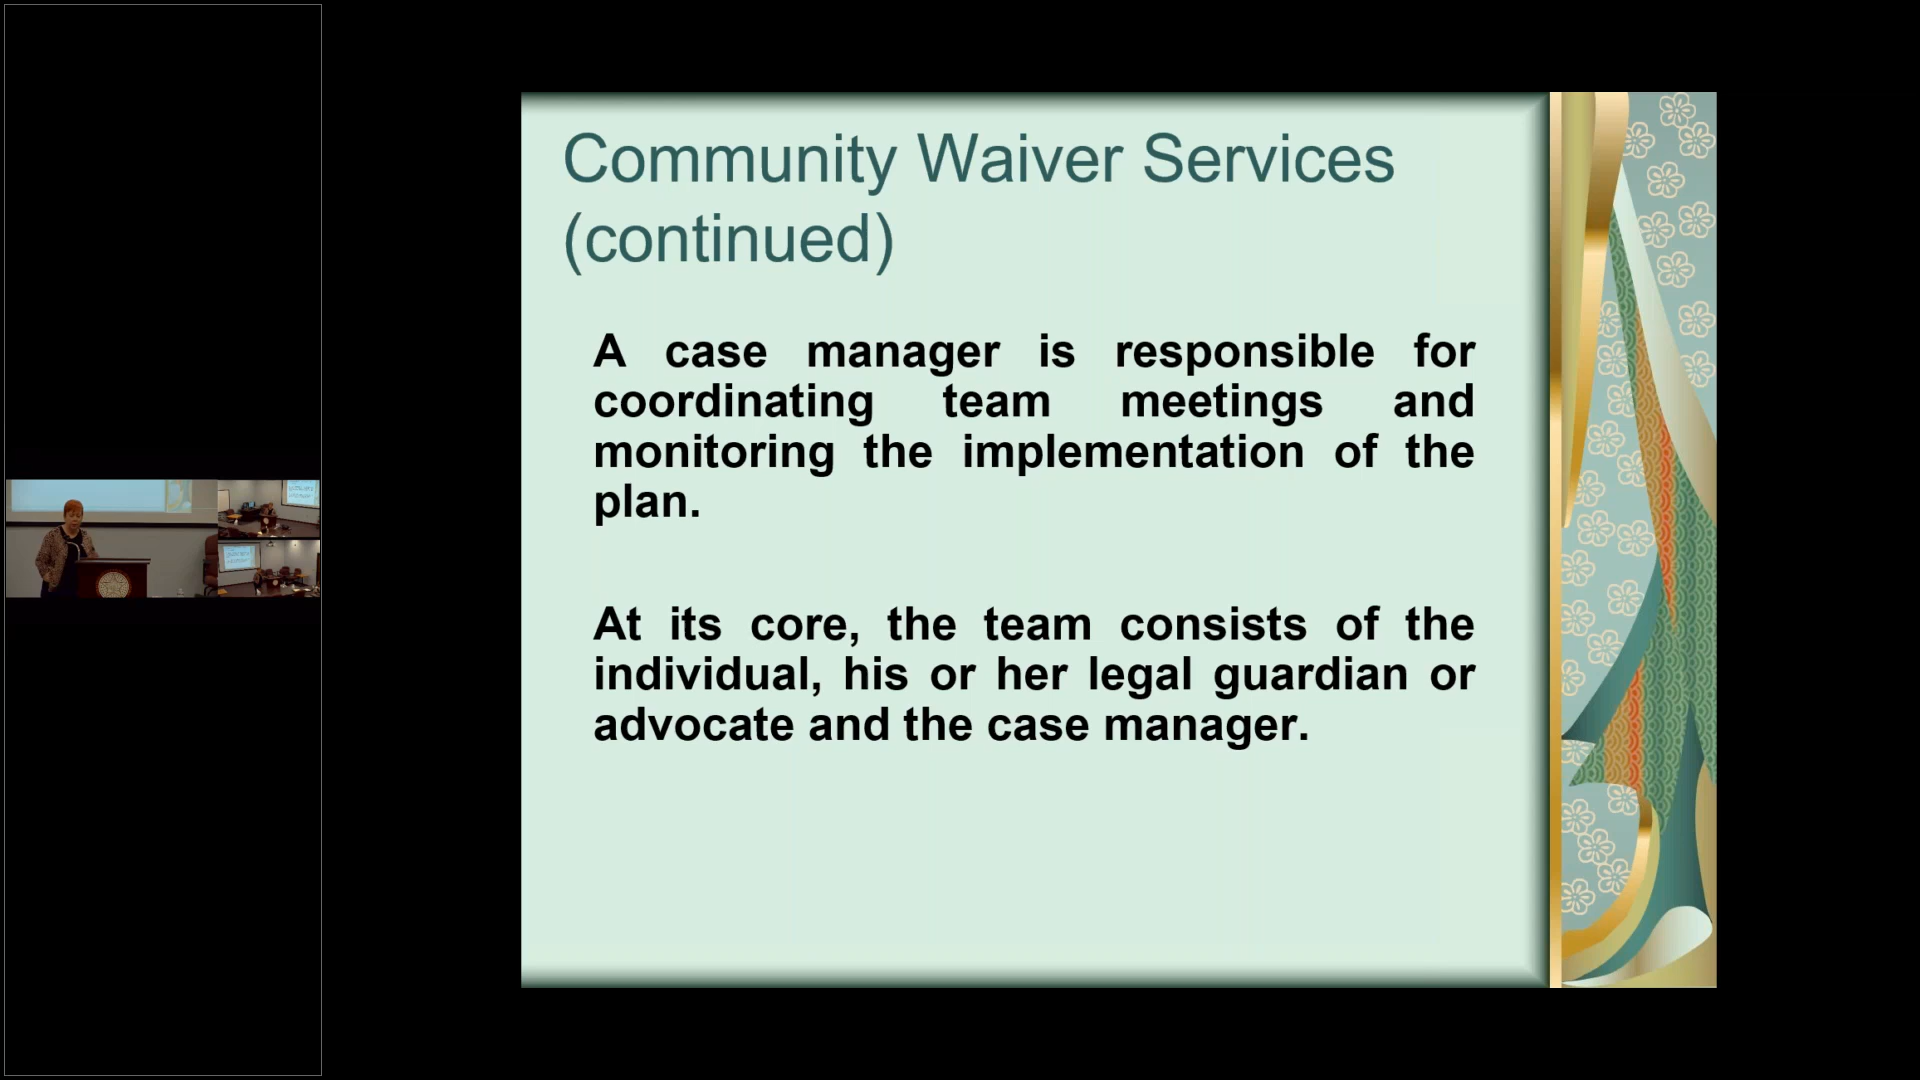 Community Waiver Services
(continued)
A case manager is responsible for
coordinating team meetings and
monitoring the implementation of the
plan.
At its core, the team consists of the
individual, his or her legal guardian or
advocate and the case manager.